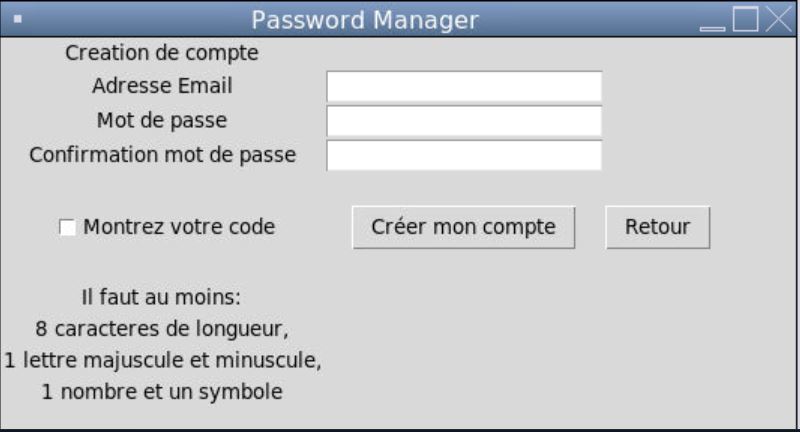 Password Manager
Creation de compte
Adresse Email
Mot de passe
Confirmation mot de passe
Montrez votre code
Créer mon compte
Retour
Il faut au moins:
8 caracteres de longueur,
1 lettre majuscule et minuscule,
1 nombre et un symbole